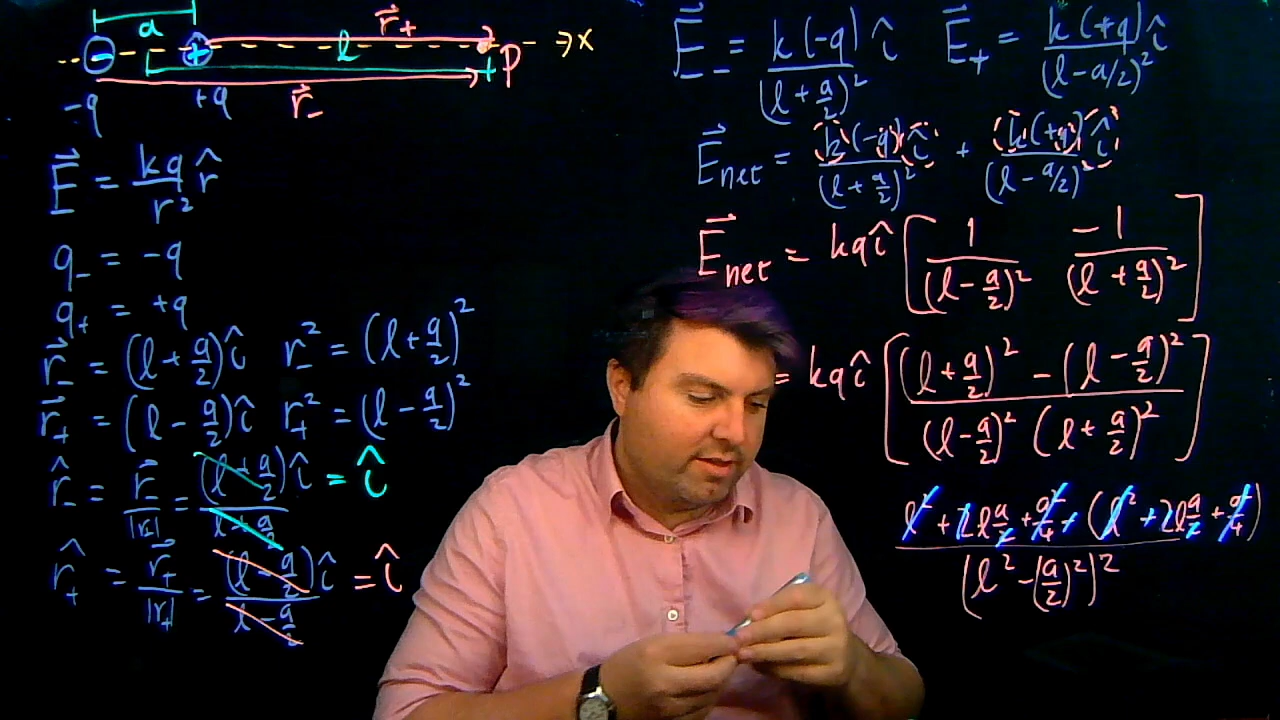 a
r⃗₊
− + l P → x
-q +q r⃗₋
E⃗ = kq/r² r̂
q₋ = -q
q₊ = +q
r⃗₋ = (l + a/2) î r₋² = (l + a/2)²
r⃗₊ = (l - a/2) î r₊² = (l - a/2)²
r̂₋ = r⃗₋/|r₋| = (l + a/2) î/(l + a/2) = î
r̂₊ = r⃗₊/|r₊| = (l - a/2) î/(l - a/2) = î
E⃗₋ = k(-q) î/(l + a/2)² E⃗₊ = k(+q) î/(l - a/2)²
E⃗net = k(-q) î/(l + a/2)² + k(+q) î/(l - a/2)²
E⃗net = kq î [1/(l - a/2)² -1/(l + a/2)²]
= kq î [((l + a/2)² - (l - a/2)²)/((l - a/2)² (l + a/2)²)]
(l² + 2l a/2 + a²/4 + (l² + 2l a/2 + a²/4))/(l² - (a/2)²)²